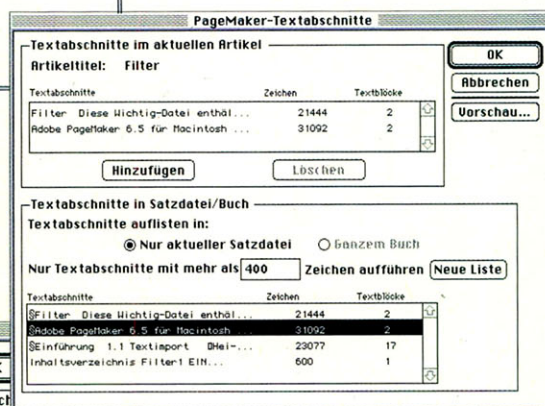 PageMaker-Textabschnitte
Textabschnitte im aktuellen Artikel
Artikeltitel: Filter
Textabschnitte Zeichen Textblöcke
Filter Diese Wichtig-Datei enthäl... 21444 2
Adobe PageMaker 6.5 für Macintosh ... 31092 2
Hinzufügen Löschen
OK
Abbrechen
Vorschau...
Textabschnitte in Satzdatei/Buch
Textabschnitte auflisten in:
Nur aktueller Satzdatei Ganzem Buch
Nur Textabschnitte mit mehr als 400 Zeichen aufführen Neue Liste
Textabschnitte Zeichen Textblöcke
§Filter Diese Wichtig-Datei enthäl... 21444 2
§Adobe PageMaker 6.5 für Macintosh ... 31092 2
§Einführung 1.1 Textimport Hei-... 23077 17
Inhaltsverzeichnis Filter1 EIN... 600 1